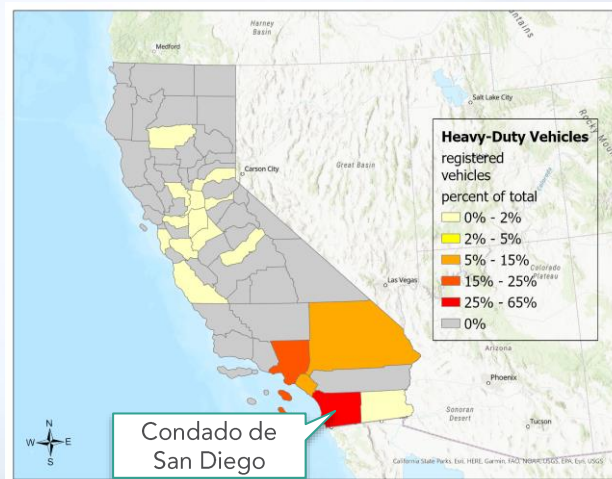 Harney
Basin
Medford
Salt Lake City
Carson City
Great Basin
Heavy-Duty Vehicles
registered
vehicles
percent of total
0% - 2%
2% - 5%
5% - 15%
15% - 25%
25% - 65%
0%
Las Vegas
Colorado
Plateau
Arizona
Phoenix
Sonoran
Desert
Tucson
N
W E
S
Condado de
San Diego
California State Parks, Esri, HERE, Garmin, FAO, NOAA, USGS, EPA, Esri, USGS